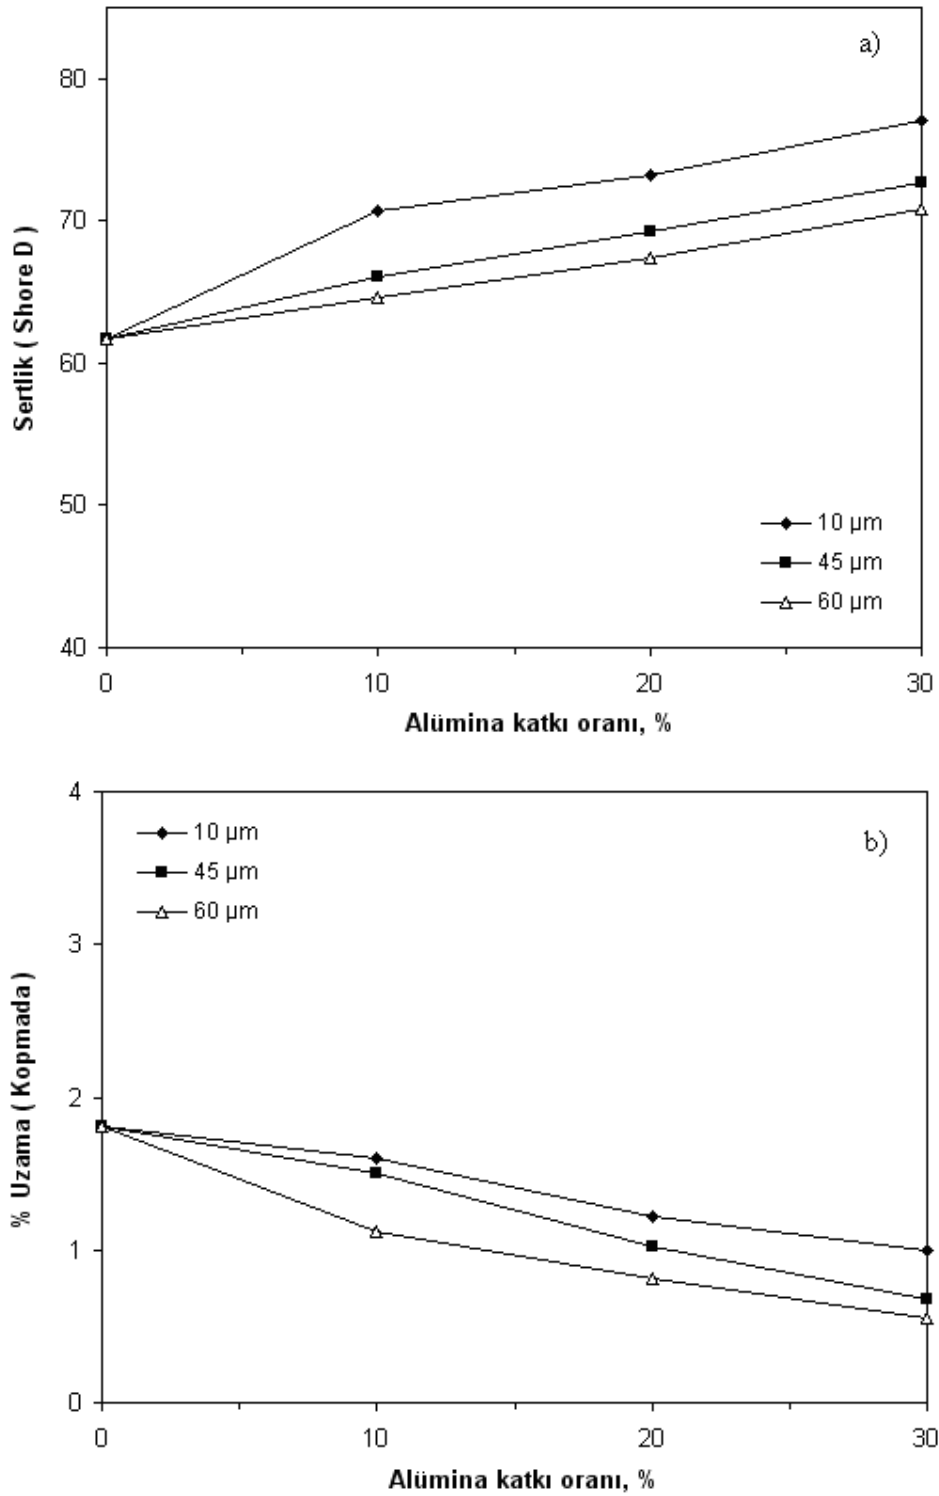 a)
80
70
60
50
40
Sertlik ( Shore D )
10 µm
45 µm
60 µm
0 10 20 30
Alümina katkı oranı, %
4
3
2
1
0
% Uzama ( Kopmada )
10 µm
45 µm
60 µm
b)
0 10 20 30
Alümina katkı oranı, %